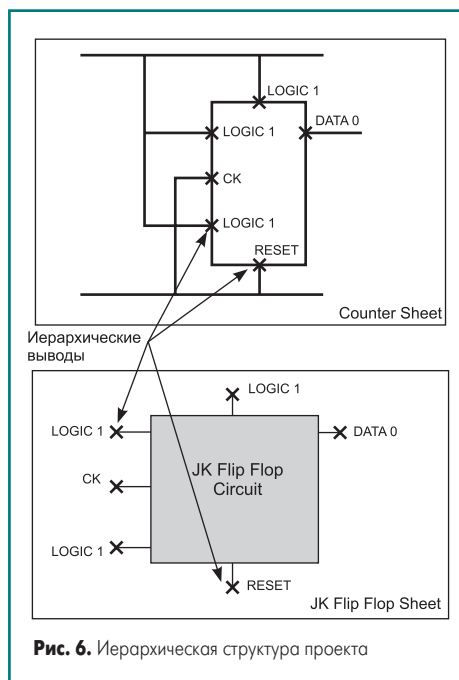 LOGIC 1
LOGIC 1
DATA 0
CK
LOGIC 1
RESET
Counter Sheet
Иерархические
выводы
LOGIC 1
LOGIC 1
DATA 0
JK Flip Flop
Circuit
CK
LOGIC 1
RESET
JK Flip Flop Sheet
Рис. 6. Иерархическая структура проекта